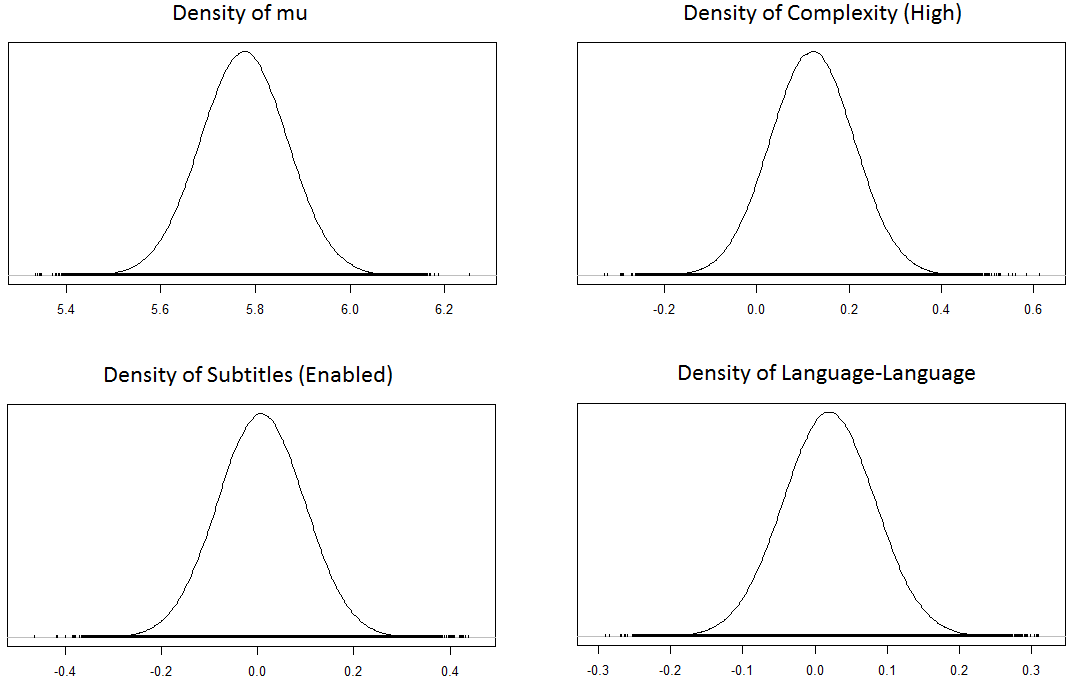 Density of mu
Density of Complexity (High)
5.4 5.6 5.8 6.0 6.2
-0.2 0.0 0.2 0.4 0.6
Density of Subtitles (Enabled)
Density of Language-Language
-0.4 -0.2 0.0 0.2 0.4
-0.3 -0.2 -0.1 0.0 0.1 0.2 0.3